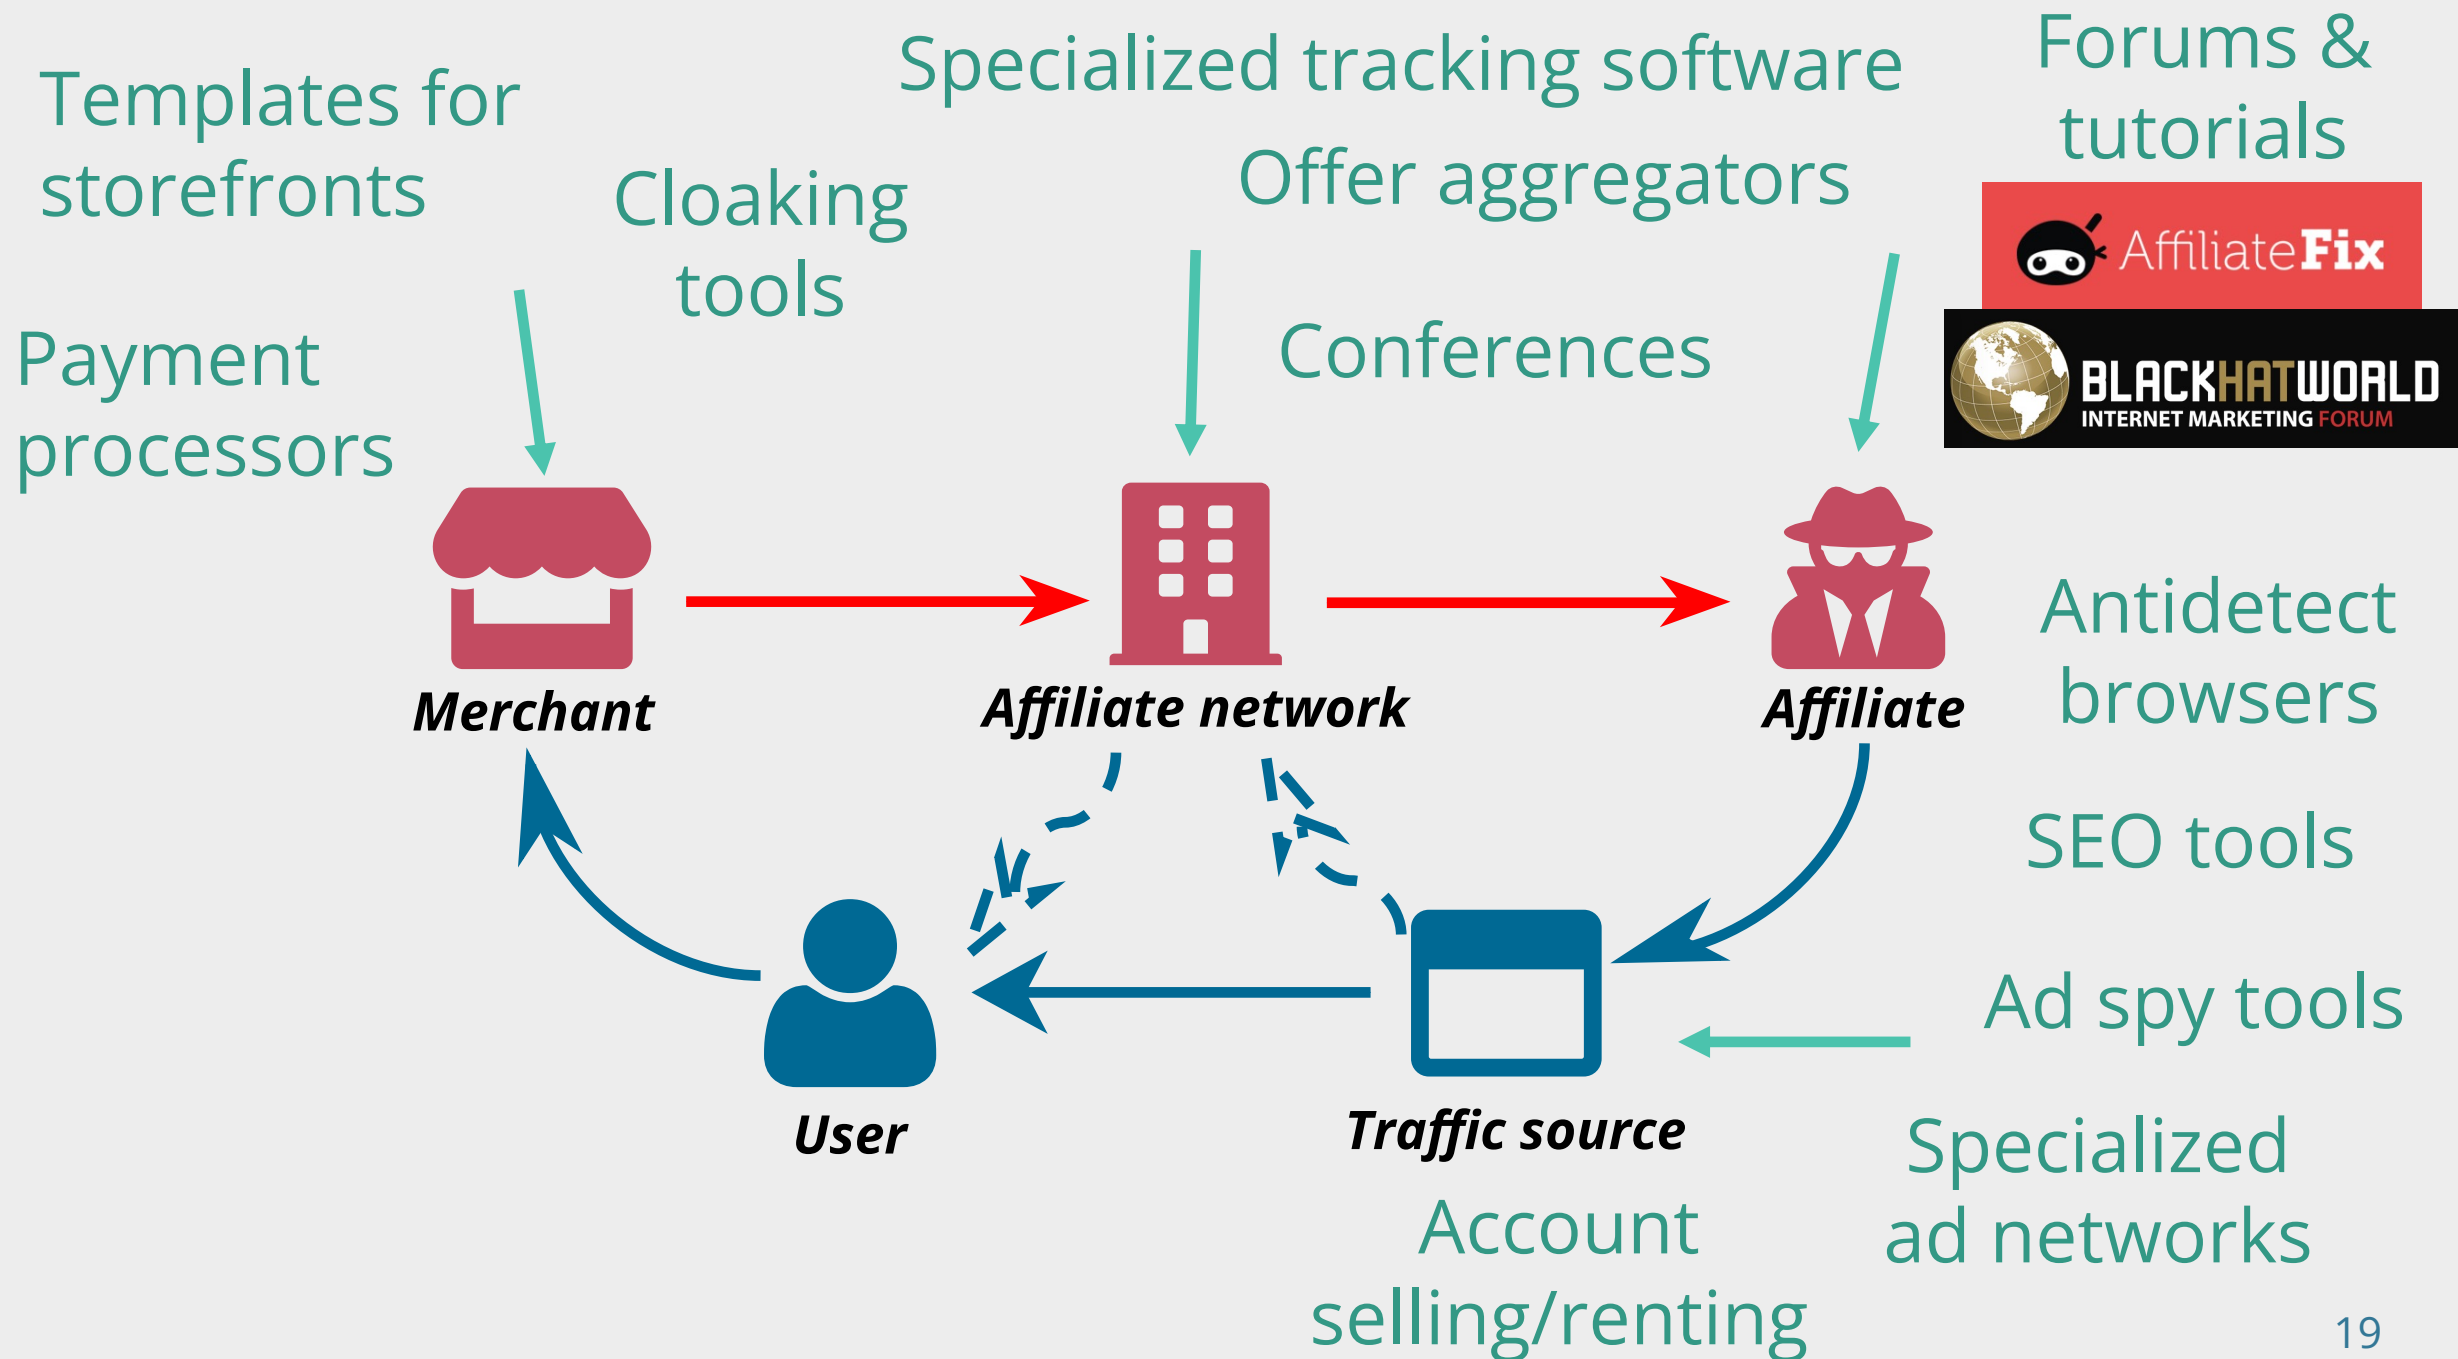 Templates for
storefronts
Payment
processors
Cloaking
tools
Specialized tracking software
Offer aggregators
Conferences
Forums &
tutorials
AffiliateFix
BLACKHATWORLD
INTERNET MARKETING FORUM
Merchant
Affiliate network
Affiliate
Antidetect
browsers
SEO tools
Ad spy tools
User
Traffic source
Specialized
ad networks
Account
selling/renting
19